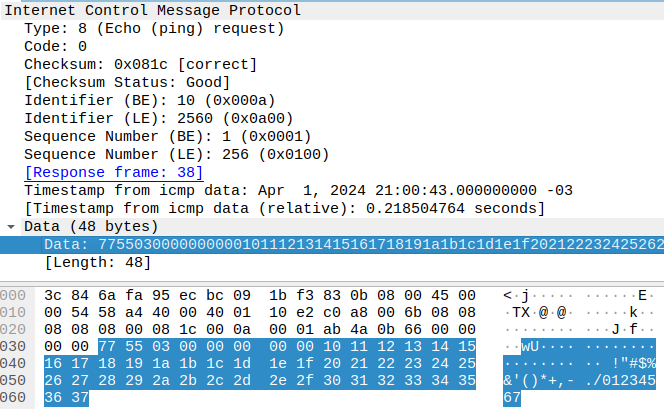 Internet Control Message Protocol
Type: 8 (Echo (ping) request)
Code: 0
Checksum: 0x081c [correct]
[Checksum Status: Good]
Identifier (BE): 10 (0x000a)
Identifier (LE): 2560 (0x0a00)
Sequence Number (BE): 1 (0x0001)
Sequence Number (LE): 256 (0x0100)
[Response frame: 38]
Timestamp from icmp data: Apr  1, 2024 21:00:43.000000000 -03
[Timestamp from icmp data (relative): 0.218504764 seconds]
Data (48 bytes)
Data: 775503000000000010111213141516171819​1a1b1c1d1e1f202122232425262
[Length: 48]
000 3c 84 6a fa 95 ec bc 09 1b f3 83 0b 08 00 45 00 <·j····· ······E·
010 00 54 58 a4 40 00 40 01 10 e2 c0 a8 00 6b 08 08 ·TX·@·@· ·····k··
020 08 08 08 00 08 1c 00 0a 00 01 ab 4a 0b 66 00 00 ········ ···J·f··
030 00 00 77 55 03 00 00 00 00 00 10 11 12 13 14 15 ··wU···· ········
040 16 17 18 19 1a 1b 1c 1d 1e 1f 20 21 22 23 24 25 ········ ·· !"#$%
050 26 27 28 29 2a 2b 2c 2d 2e 2f 30 31 32 33 34 35 &'()*+,- ./012345
060 36 37 67